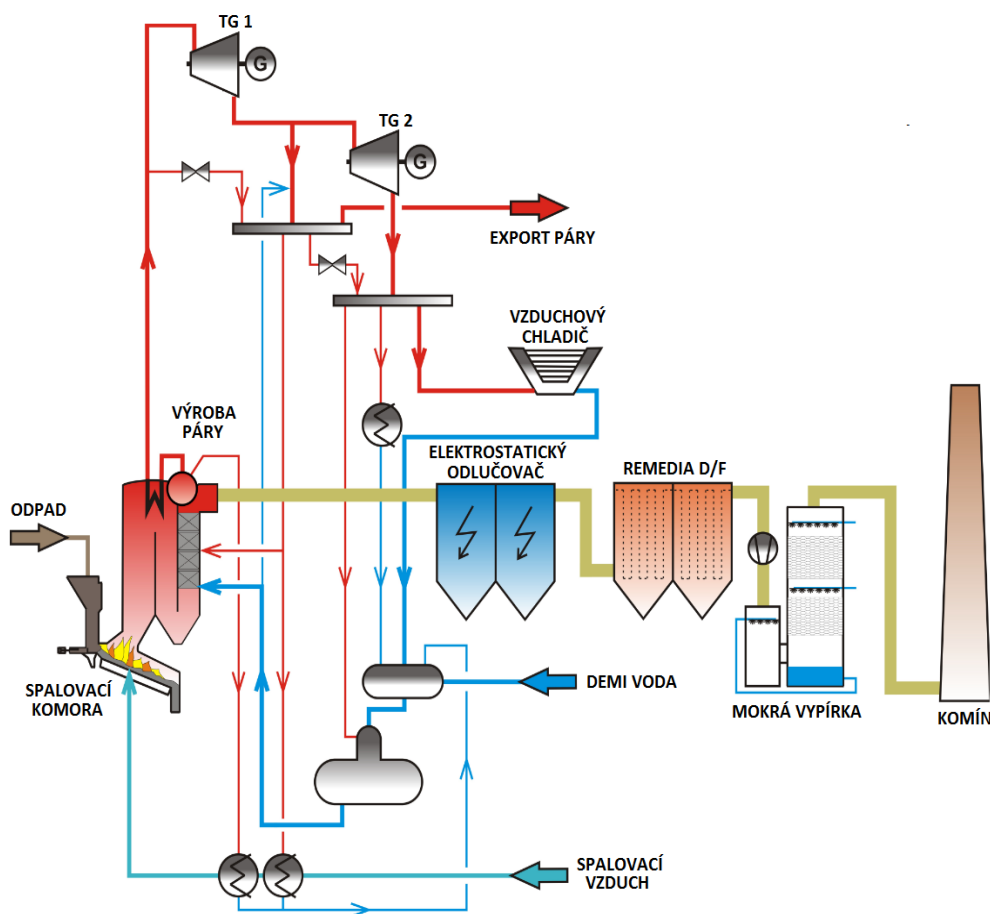 TG 1
G
TG 2
G
EXPORT PÁRY
VZDUCHOVÝ
CHLADIČ
VÝROBA
PÁRY
ELEKTROSTATICKÝ
ODLUČOVAČ
REMEDIA D/F
ODPAD
SPALOVACÍ
KOMORA
DEMI VODA
MOKRÁ VYPÍRKA
KOMÍN
SPALOVACÍ
VZDUCH